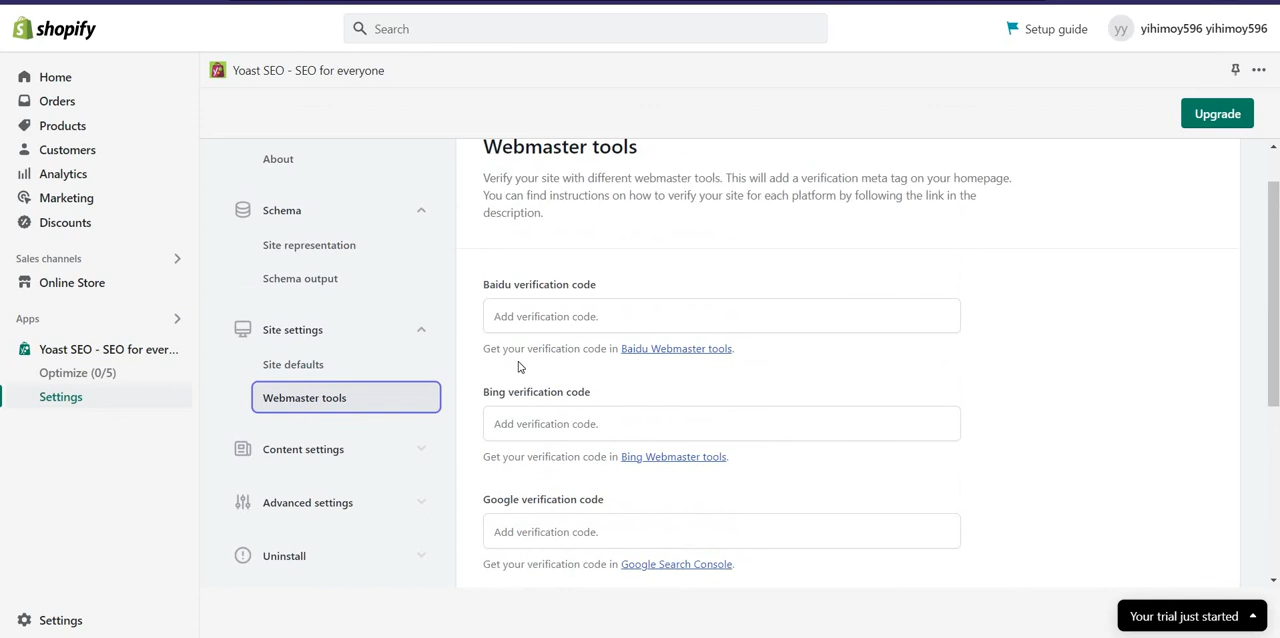 shopify
Search
Setup guide
yy
yihimoy596 yihimoy596
Home
Orders
Products
Customers
Analytics
Marketing
Discounts
Sales channels
Online Store
Apps
Yoast SEO - SEO for ever...
Optimize (0/5)
Settings
Settings
Yoast SEO - SEO for everyone
Upgrade
About
Schema
Site representation
Schema output
Site settings
Site defaults
Webmaster tools
Content settings
Advanced settings
Uninstall
Webmaster tools
Verify your site with different webmaster tools. This will add a verification meta tag on your homepage.
You can find instructions on how to verify your site for each platform by following the link in the
description.
Baidu verification code
Add verification code.
Get your verification code in Baidu Webmaster tools.
Bing verification code
Add verification code.
Get your verification code in Bing Webmaster tools.
Google verification code
Add verification code.
Get your verification code in Google Search Console.
Your trial just started